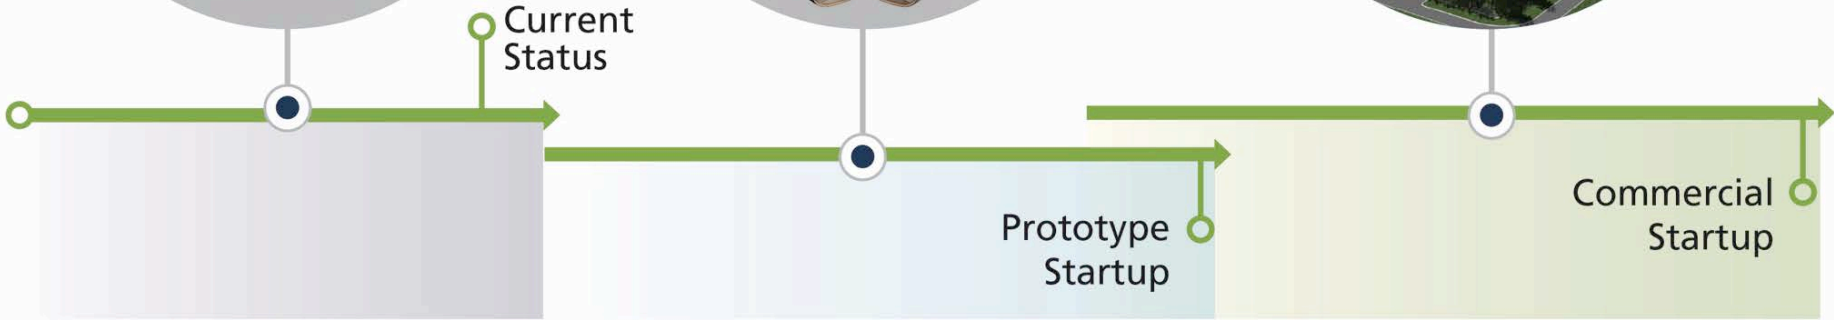 Current
Status
Prototype
Startup
Commercial
Startup